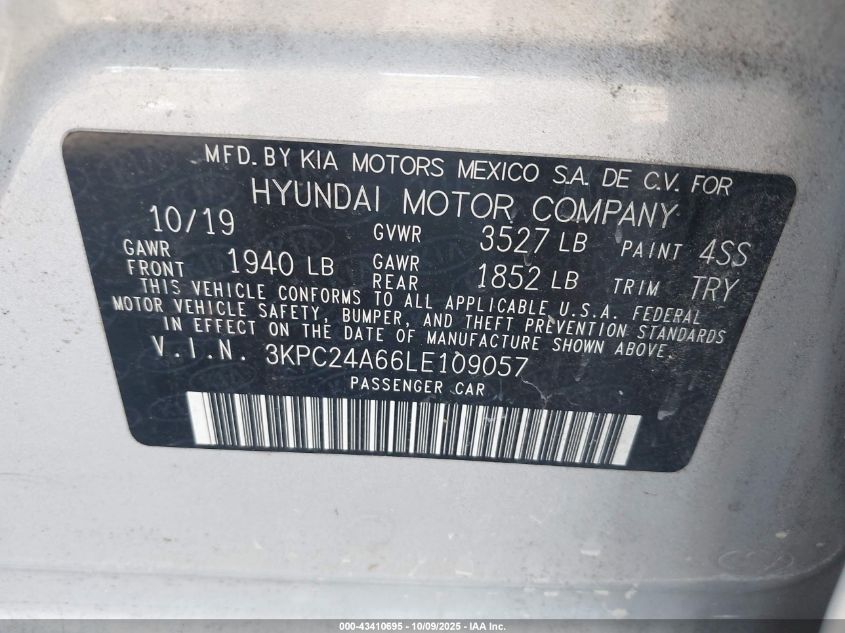 MFD. BY KIA MOTORS MEXICO S.A. DE C.V. FOR
HYUNDAI MOTOR COMPANY
10/19 GVWR 3527 LB PAINT 4SS
GAWR FRONT 1940 LB GAWR REAR 1852 LB TRIM TRY
THIS VEHICLE CONFORMS TO ALL APPLICABLE U.S.A. FEDERAL
MOTOR VEHICLE SAFETY, BUMPER, AND THEFT PREVENTION STANDARDS
IN EFFECT ON THE DATE OF MANUFACTURE SHOWN ABOVE.
V.I.N. 3KPC24A66LE109057
PASSENGER CAR
000-43410695 - 10/09/2025 - IAA Inc.